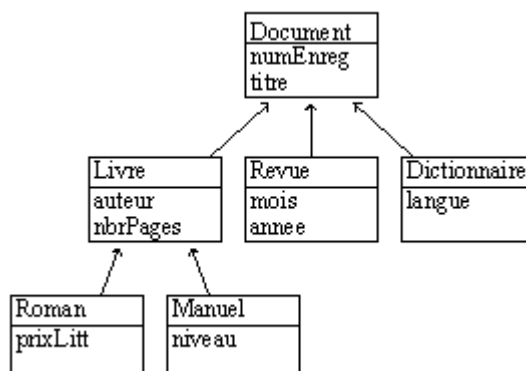 Document
numEnreg
titre
Livre
auteur
nbrPages
Revue
mois
annee
Dictionnaire
langue
Roman
prixLitt
Manuel
niveau